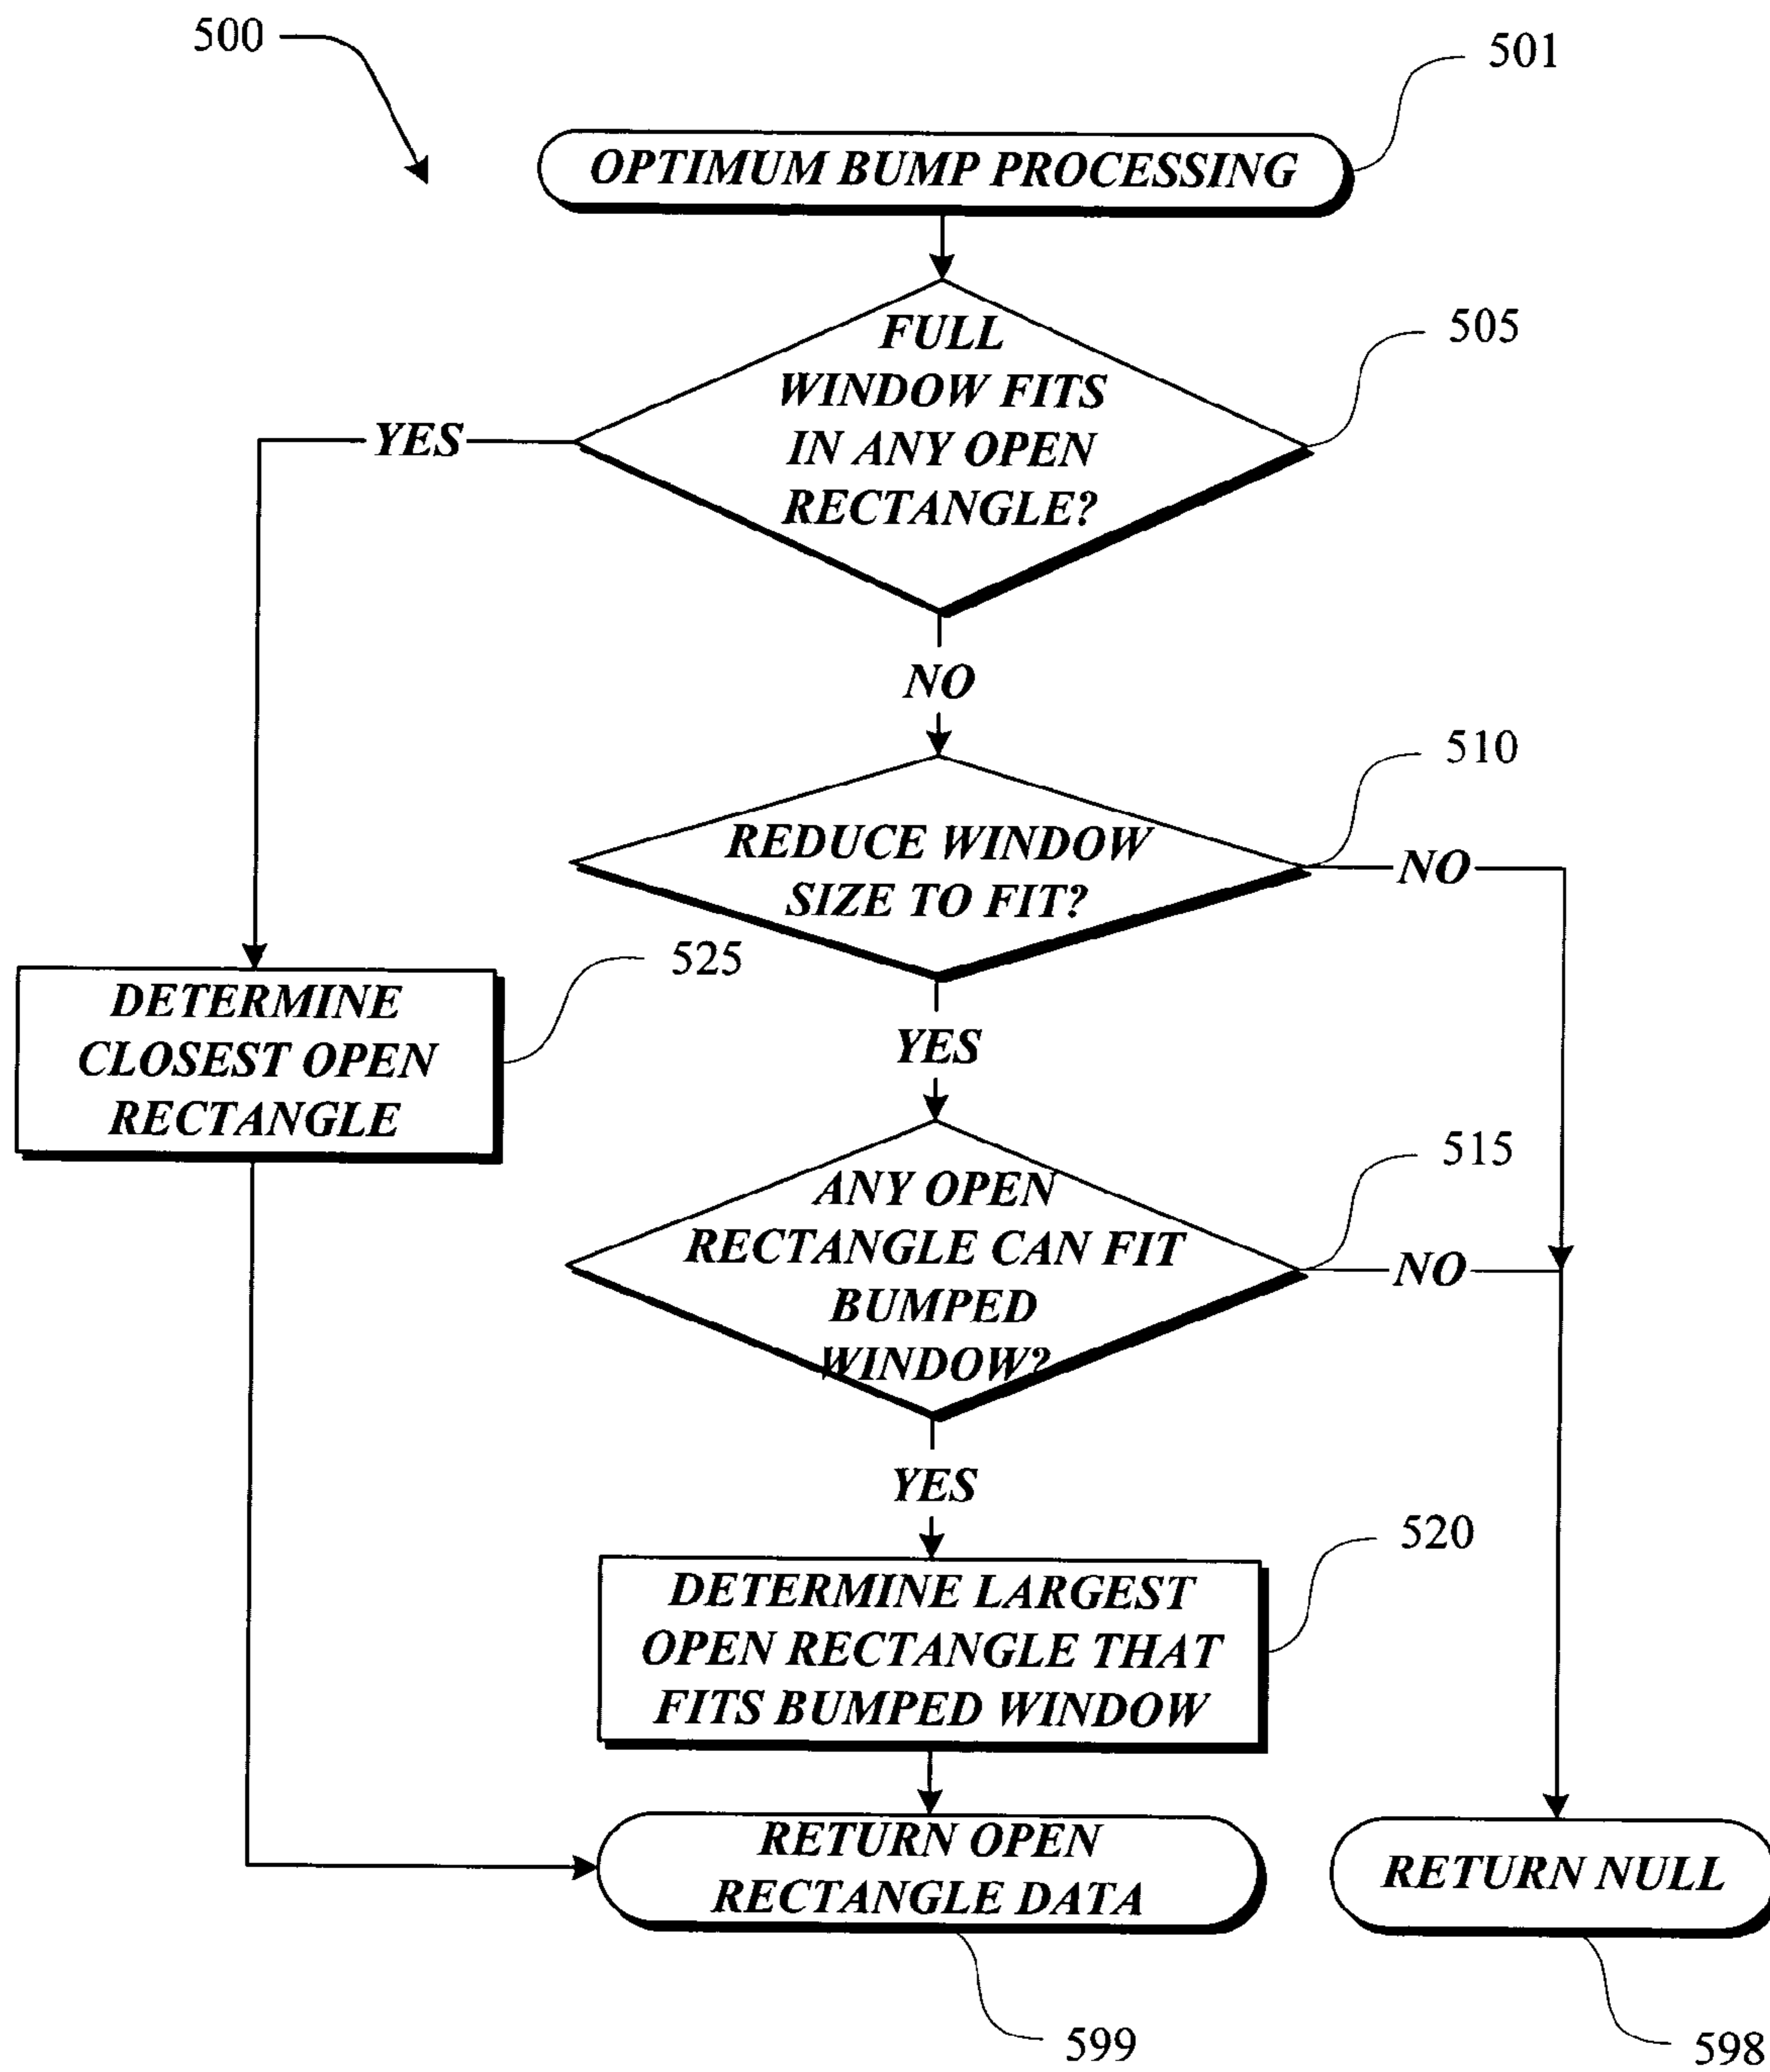 500
501
OPTIMUM BUMP PROCESSING
505
FULL
WINDOW FITS
IN ANY OPEN
RECTANGLE?
YES
NO
510
REDUCE WINDOW
SIZE TO FIT?
NO
525
DETERMINE
CLOSEST OPEN
RECTANGLE
YES
515
ANY OPEN
RECTANGLE CAN FIT
BUMPED
WINDOW?
NO
YES
520
DETERMINE LARGEST
OPEN RECTANGLE THAT
FITS BUMPED WINDOW
RETURN OPEN
RECTANGLE DATA
RETURN NULL
599
598